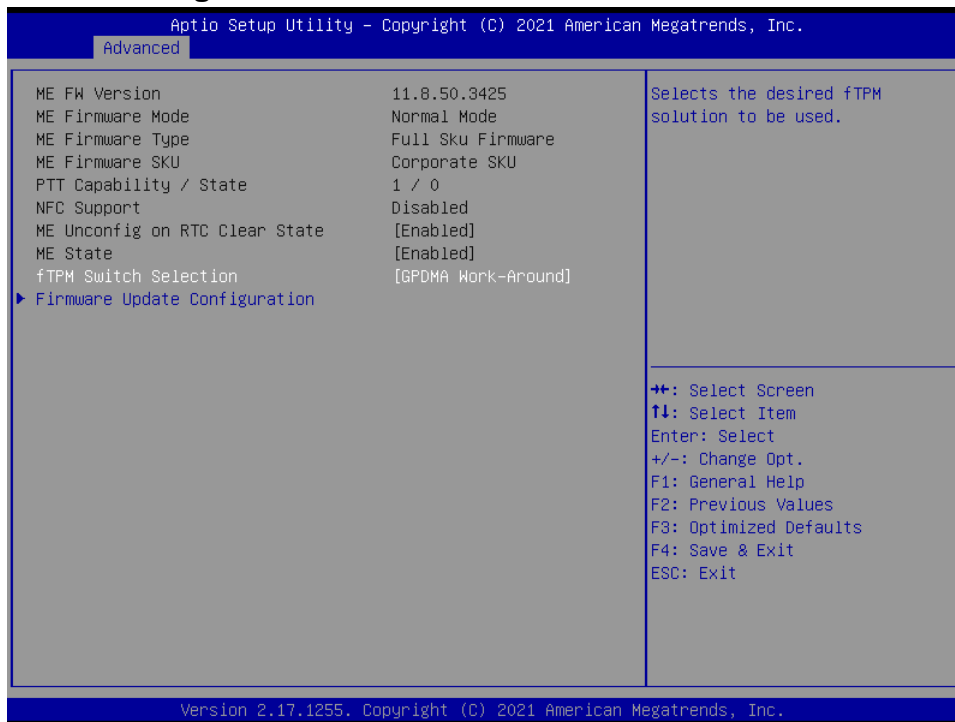 Aptio Setup Utility – Copyright (C) 2021 American Megatrends, Inc.
Advanced
ME FW Version 11.8.50.3425
ME Firmware Mode Normal Mode
ME Firmware Type Full Sku Firmware
ME Firmware SKU Corporate SKU
PTT Capability / State 1 / 0
NFC Support Disabled
ME Unconfig on RTC Clear State [Enabled]
ME State [Enabled]
fTPM Switch Selection [GPDMA Work-Around]
Firmware Update Configuration
Selects the desired fTPM
solution to be used.
→←: Select Screen
↑↓: Select Item
Enter: Select
+/-: Change Opt.
F1: General Help
F2: Previous Values
F3: Optimized Defaults
F4: Save & Exit
ESC: Exit
Version 2.17.1255. Copyright (C) 2021 American Megatrends, Inc.